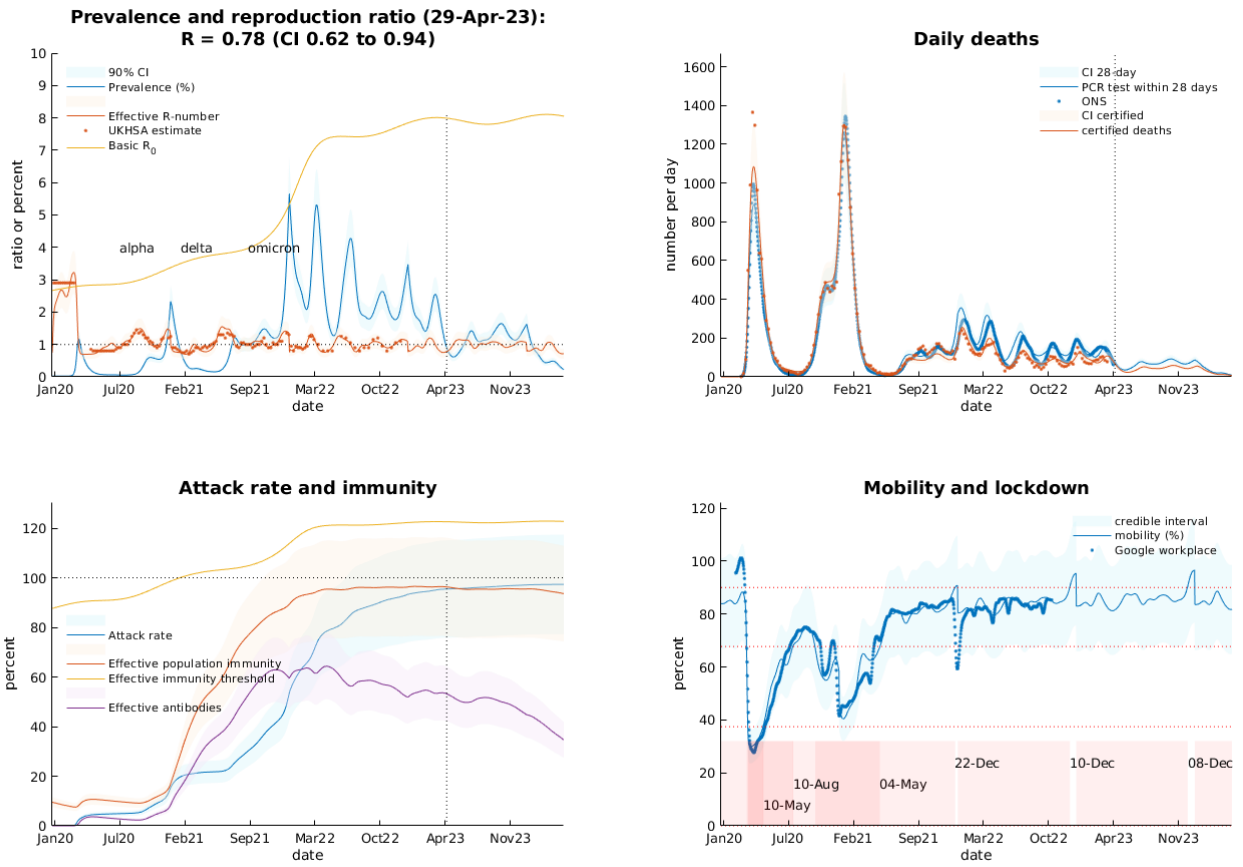 Prevalence and reproduction ratio (29-Apr-23):
R = 0.78 (CI 0.62 to 0.94)
10
9
8
7
6
5
4
3
2
1
0
ratio or percent
90% CI
Prevalence (%)
Effective R-number
UKHSA estimate
Basic R0
alpha delta omicron
Jan20 Jul20 Feb21 Sep21 Mar22 Oct22 Apr23 Nov23
date
Daily deaths
1600
1400
1200
1000
800
600
400
200
0
number per day
CI 28-day
PCR test within 28 days
ONS
CI certified
certified deaths
Jan20 Jul20 Feb21 Sep21 Mar22 Oct22 Apr23 Nov23
date
Attack rate and immunity
120
100
80
60
40
20
0
percent
Attack rate
Effective population immunity
Effective immunity threshold
Effective antibodies
Jan20 Jul20 Feb21 Sep21 Mar22 Oct22 Apr23 Nov23
date
Mobility and lockdown
120
100
80
60
40
20
0
percent
credible interval
mobility (%)
Google workplace
22-Dec 10-Dec 08-Dec
10-Aug 04-May
10-May
Jan20 Jul20 Feb21 Sep21 Mar22 Oct22 Apr23 Nov23
date